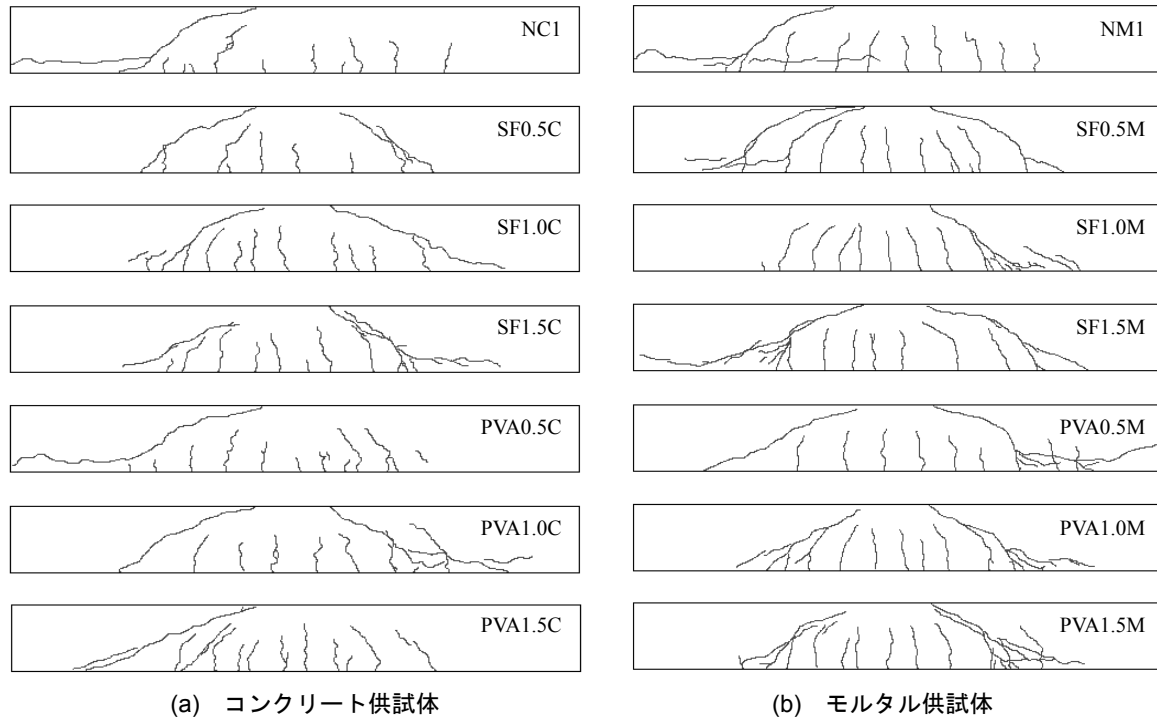 NC1
SF0.5C
SF1.0C
SF1.5C
PVA0.5C
PVA1.0C
PVA1.5C
(a) コンクリート供試体
NM1
SF0.5M
SF1.0M
SF1.5M
PVA0.5M
PVA1.0M
PVA1.5M
(b) モルタル供試体